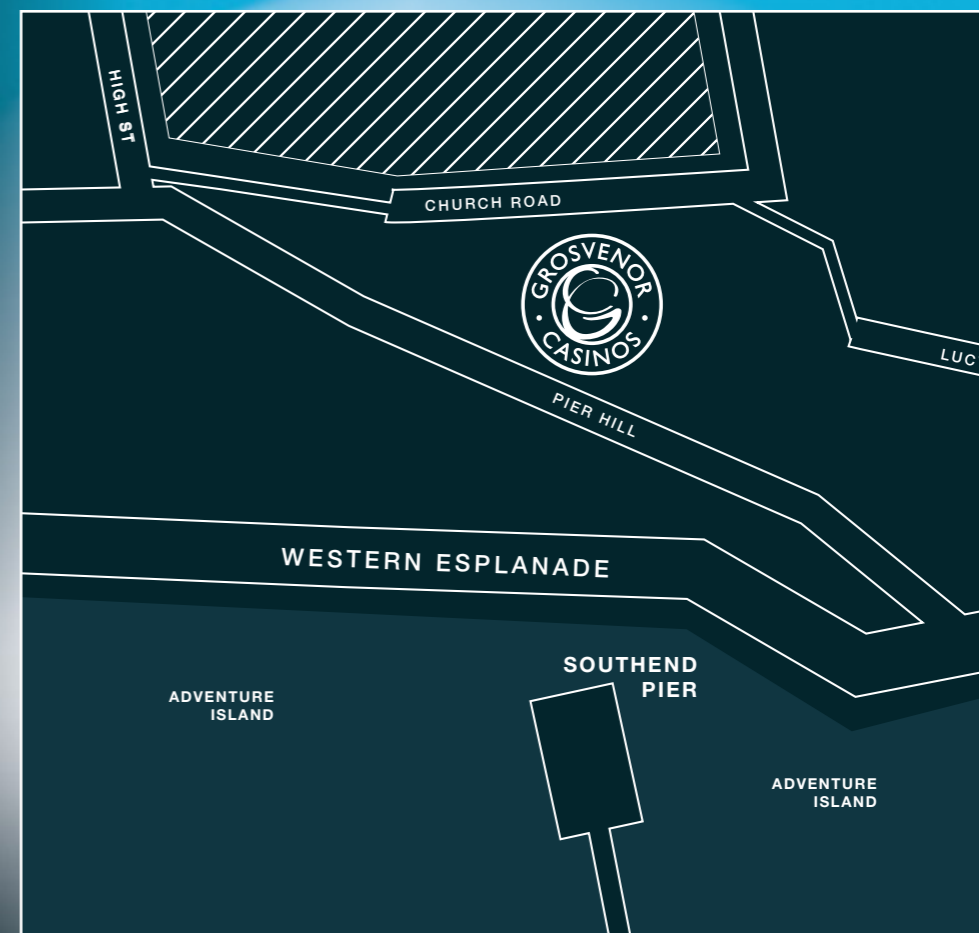 HIGH ST
CHURCH ROAD
GROSVENOR
CASINOS
LUC
PIER HILL
WESTERN ESPLANADE
SOUTHEND
PIER
ADVENTURE
ISLAND
ADVENTURE
ISLAND